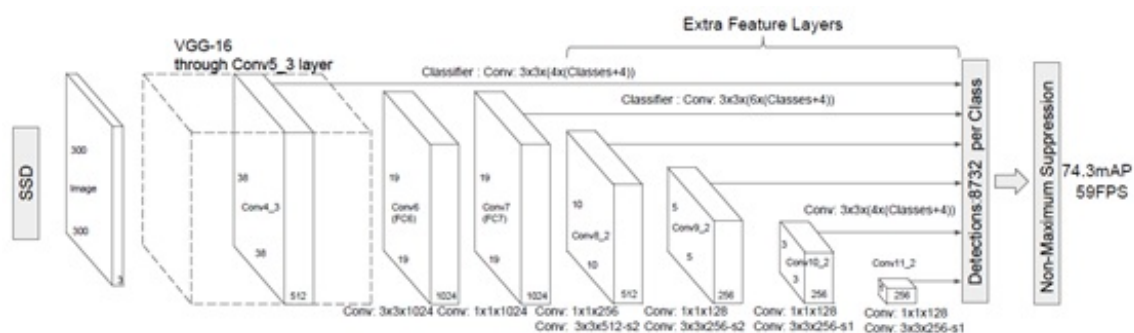 Extra Feature Layers
VGG-16
through Conv5_3 layer
Classifier : Conv: 3x3x(4x(Classes+4))
Classifier : Conv: 3x3x(6x(Classes+4))
SSD
300
Image
300
3
38
Conv4_3
38
512
19
Conv6
(FC6)
19
1024
19
Conv7
(FC7)
19
1024
10
Conv8_2
10
512
5
Conv9_2
5
256
Conv: 3x3x(4x(Classes+4))
3
Conv10_2
3
256
Conv11_2
256
Detections:8732 per Class
Non-Maximum Suppression
74.3mAP
59FPS
Conv: 3x3x1024 Conv: 1x1x1024 Conv: 1x1x256 Conv: 1x1x128 Conv: 1x1x128 Conv: 1x1x128
Conv: 3x3x512-s2 Conv: 3x3x256-s2 Conv: 3x3x256-s1 Conv: 3x3x256-s1